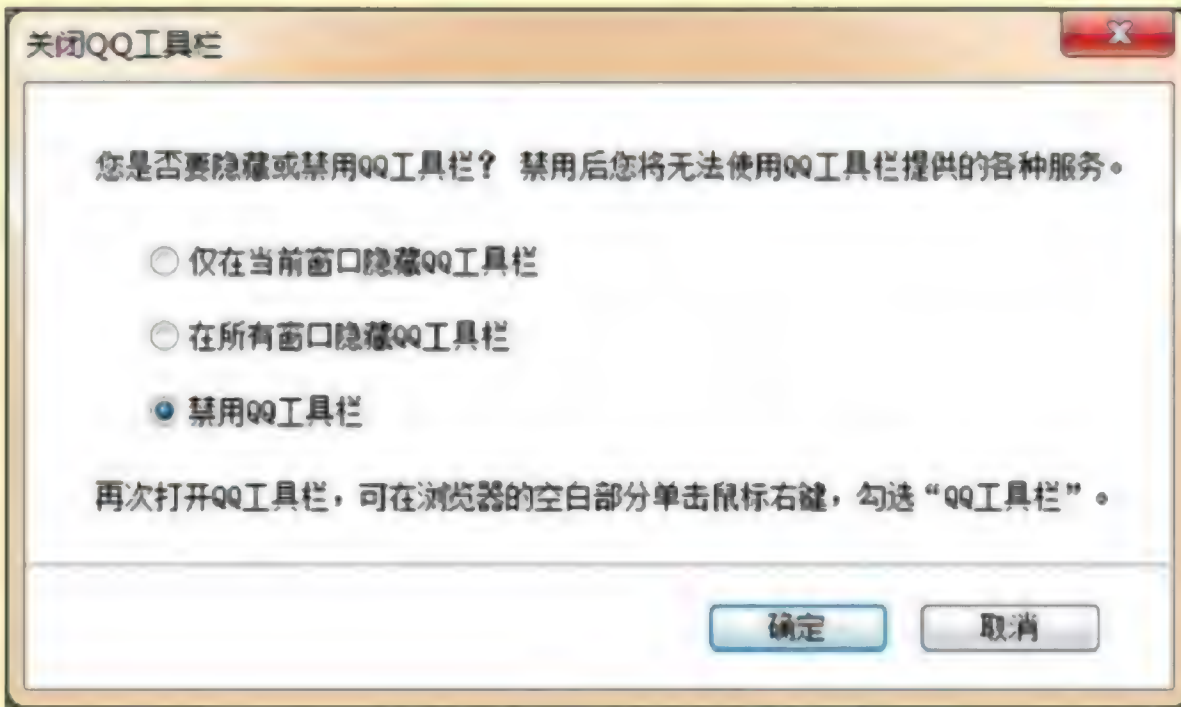 关闭QQ工具栏
您是否要隐藏或禁用QQ工具栏？ 禁用后您将无法使用QQ工具栏提供的各种服务。
仅在当前窗口隐藏QQ工具栏
在所有窗口隐藏QQ工具栏
禁用QQ工具栏
再次打开QQ工具栏，可在浏览器的空白部分单击鼠标右键，勾选“QQ工具栏”。
确定 取消